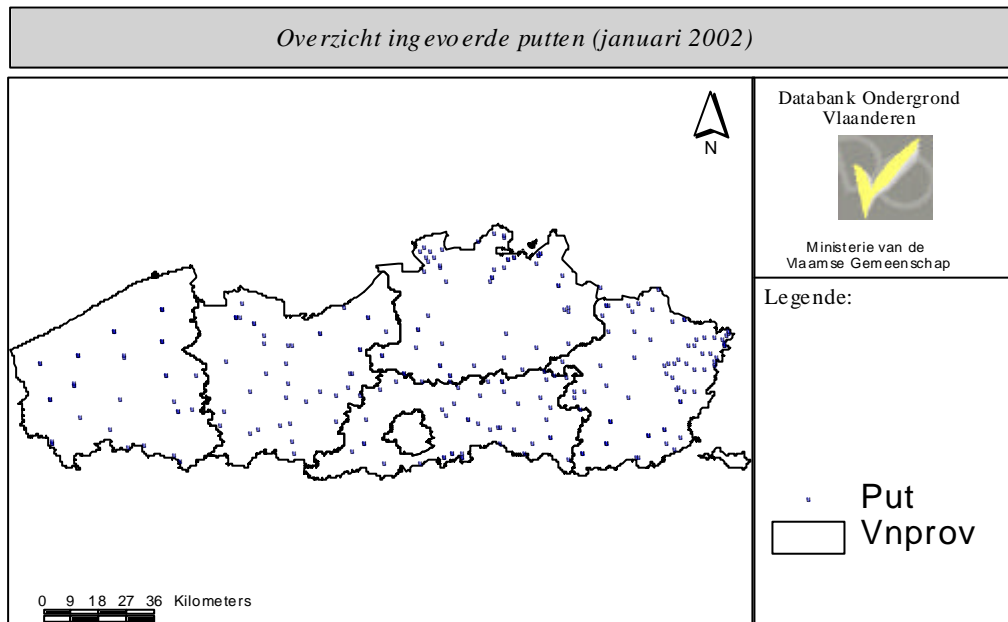 Overzicht ingevoerde putten (januari 2002)
N
Databank Ondergrond
Vlaanderen
Ministerie van de
Vlaamse Gemeenschap
Legende:
Put
Vnprov
0 9 18 27 36 Kilometers